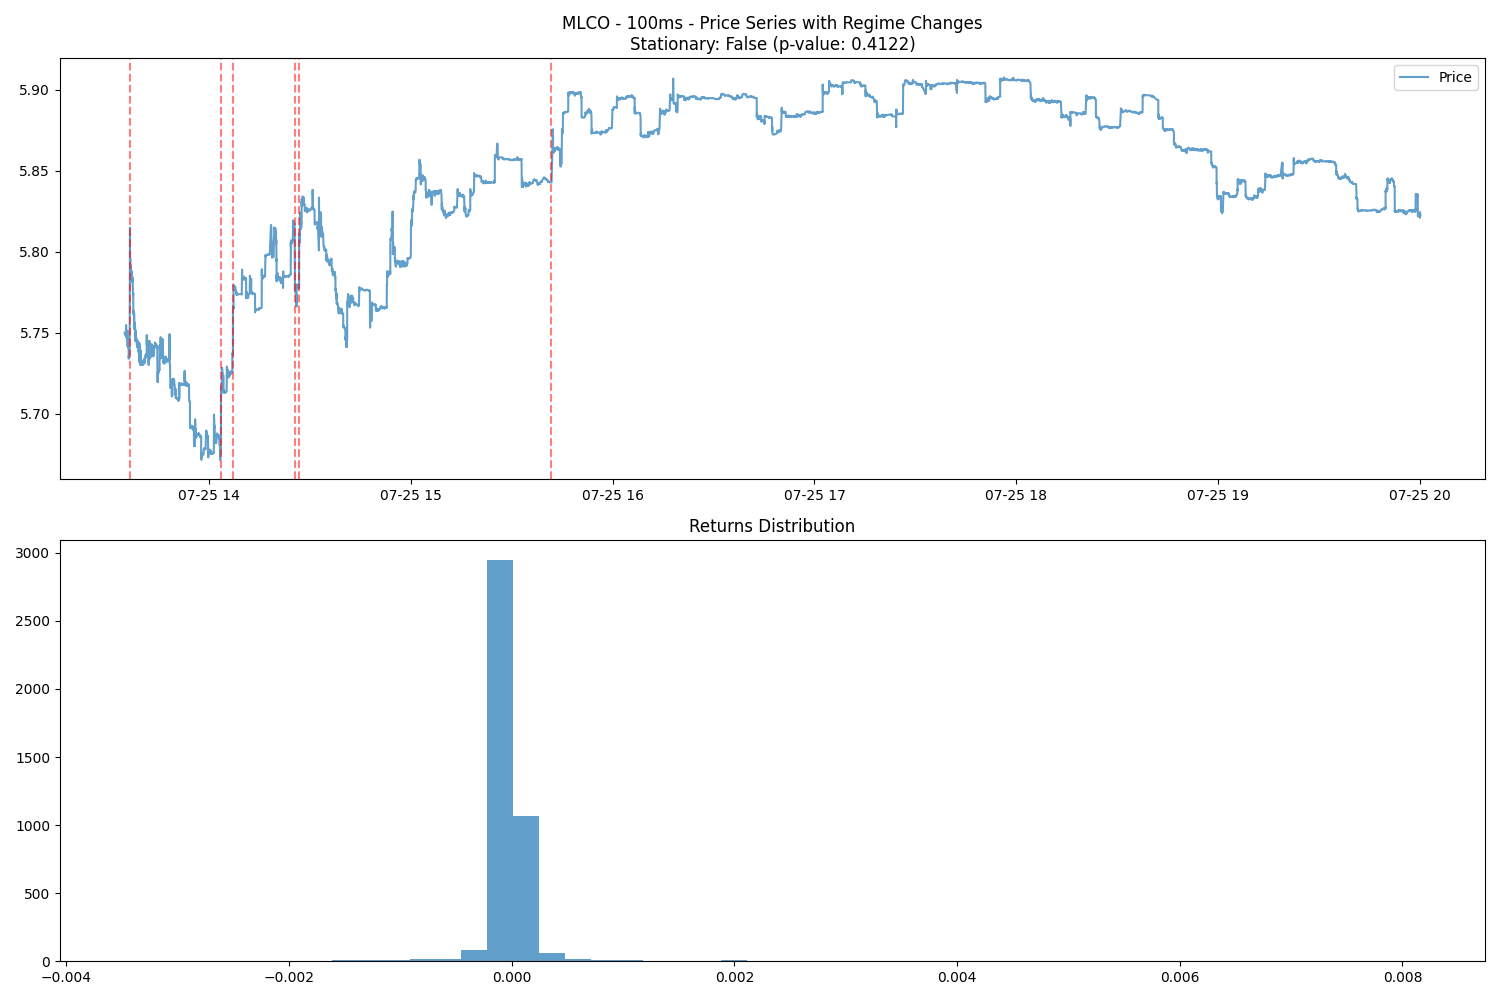 MLCO - 100ms - Price Series with Regime Changes
Stationary: False (p-value: 0.4122)
Price
5.90
5.85
5.80
5.75
5.70
07-25 14 07-25 15 07-25 16 07-25 17 07-25 18 07-25 19 07-25 20
Returns Distribution
3000
2500
2000
1500
1000
500
0
−0.004 −0.002 0.000 0.002 0.004 0.006 0.008